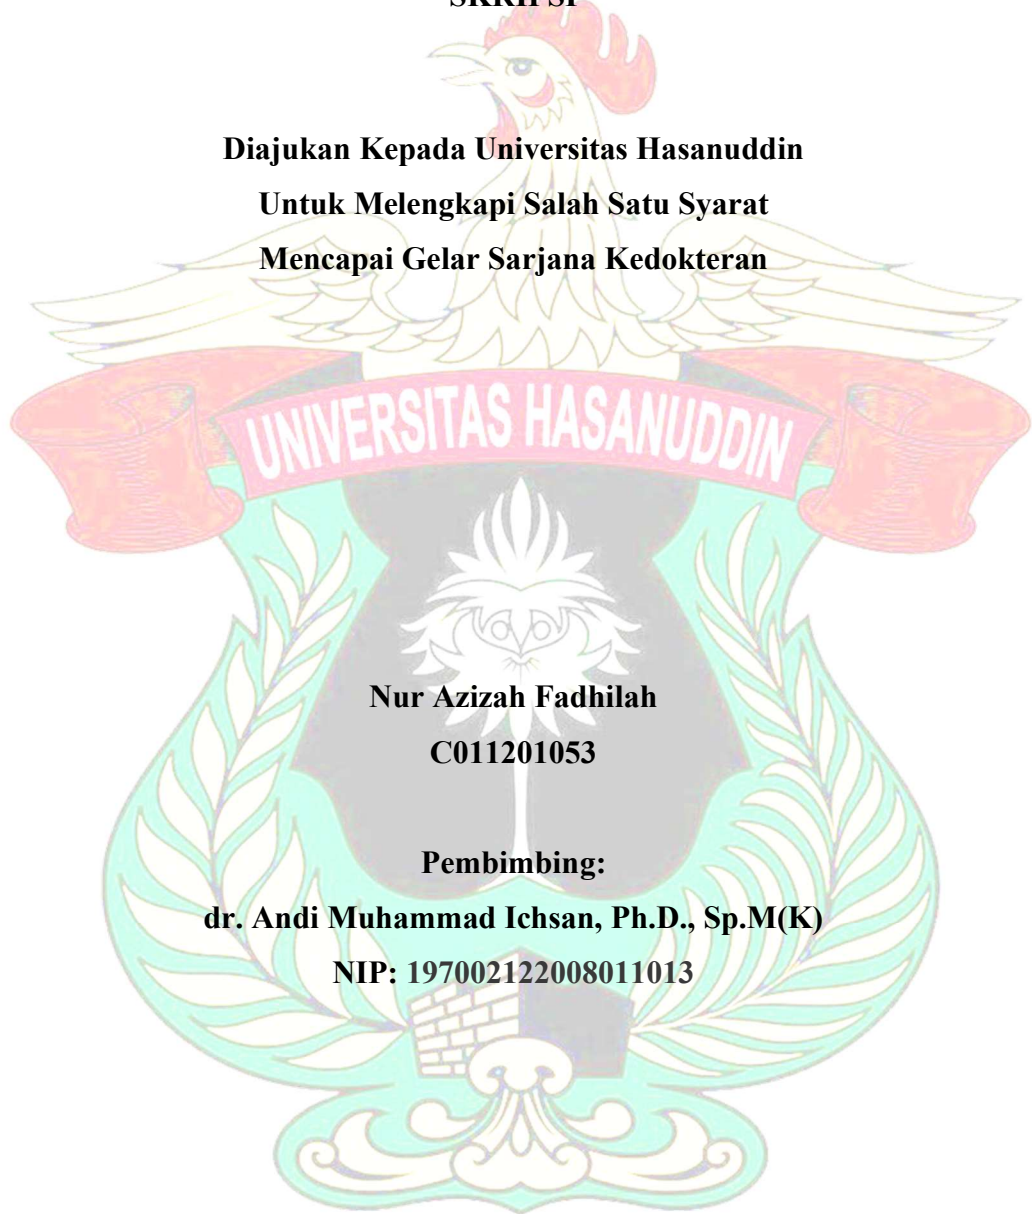 SKRIPSI
Diajukan Kepada Universitas Hasanuddin
Untuk Melengkapi Salah Satu Syarat
Mencapai Gelar Sarjana Kedokteran
UNIVERSITAS HASANUDDIN
Nur Azizah Fadhilah
C011201053
Pembimbing:
dr. Andi Muhammad Ichsan, Ph.D., Sp.M(K)
NIP: 197002122008011013